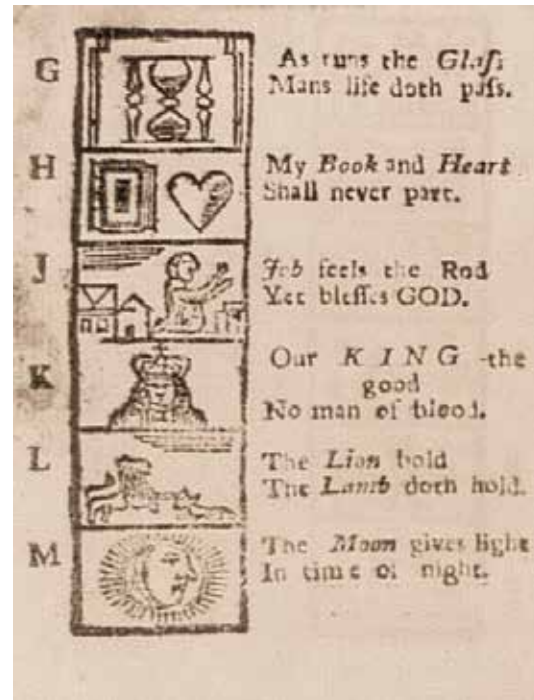 G
As runs the Glaſs
Mans life doth paſs.
H
My Book and Heart
Shall never part.
J
Job feels the Rod
Yet bleſſes GOD.
K
Our KING the
good
No man of blood.
L
The Lion bold
The Lamb doth hold.
M
The Moon gives light
In time of night.